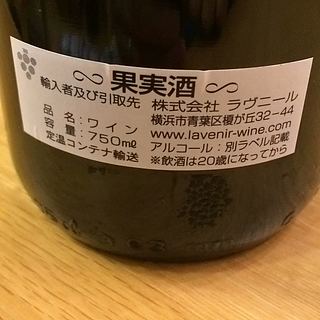 果実酒
輸入者及び引取先 株式会社 ラヴニール
横浜市青葉区榎が丘32-44
品名:ワイン www.lavenir-wine.com
容量:750mℓ アルコール:別ラベル記載
定温コンテナ輸送 ※飲酒は20歳になってから